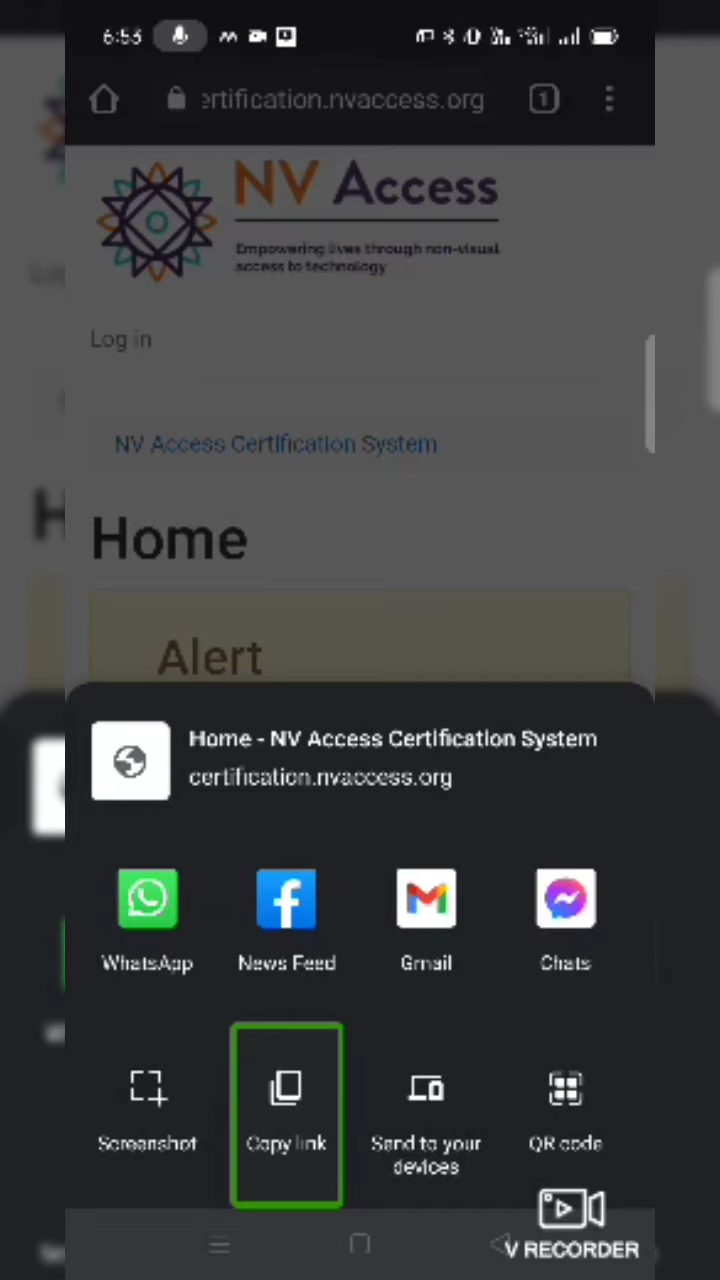 6:53
ertification.nvaccess.org
1
NV Access
Empowering lives through non-visual
access to technology
Log in
NV Access Certification System
Home
Alert
Home - NV Access Certification System
certification.nvaccess.org
WhatsApp
News Feed
Gmail
Chats
Screenshot
Copy link
Send to your
devices
QR code
V RECORDER